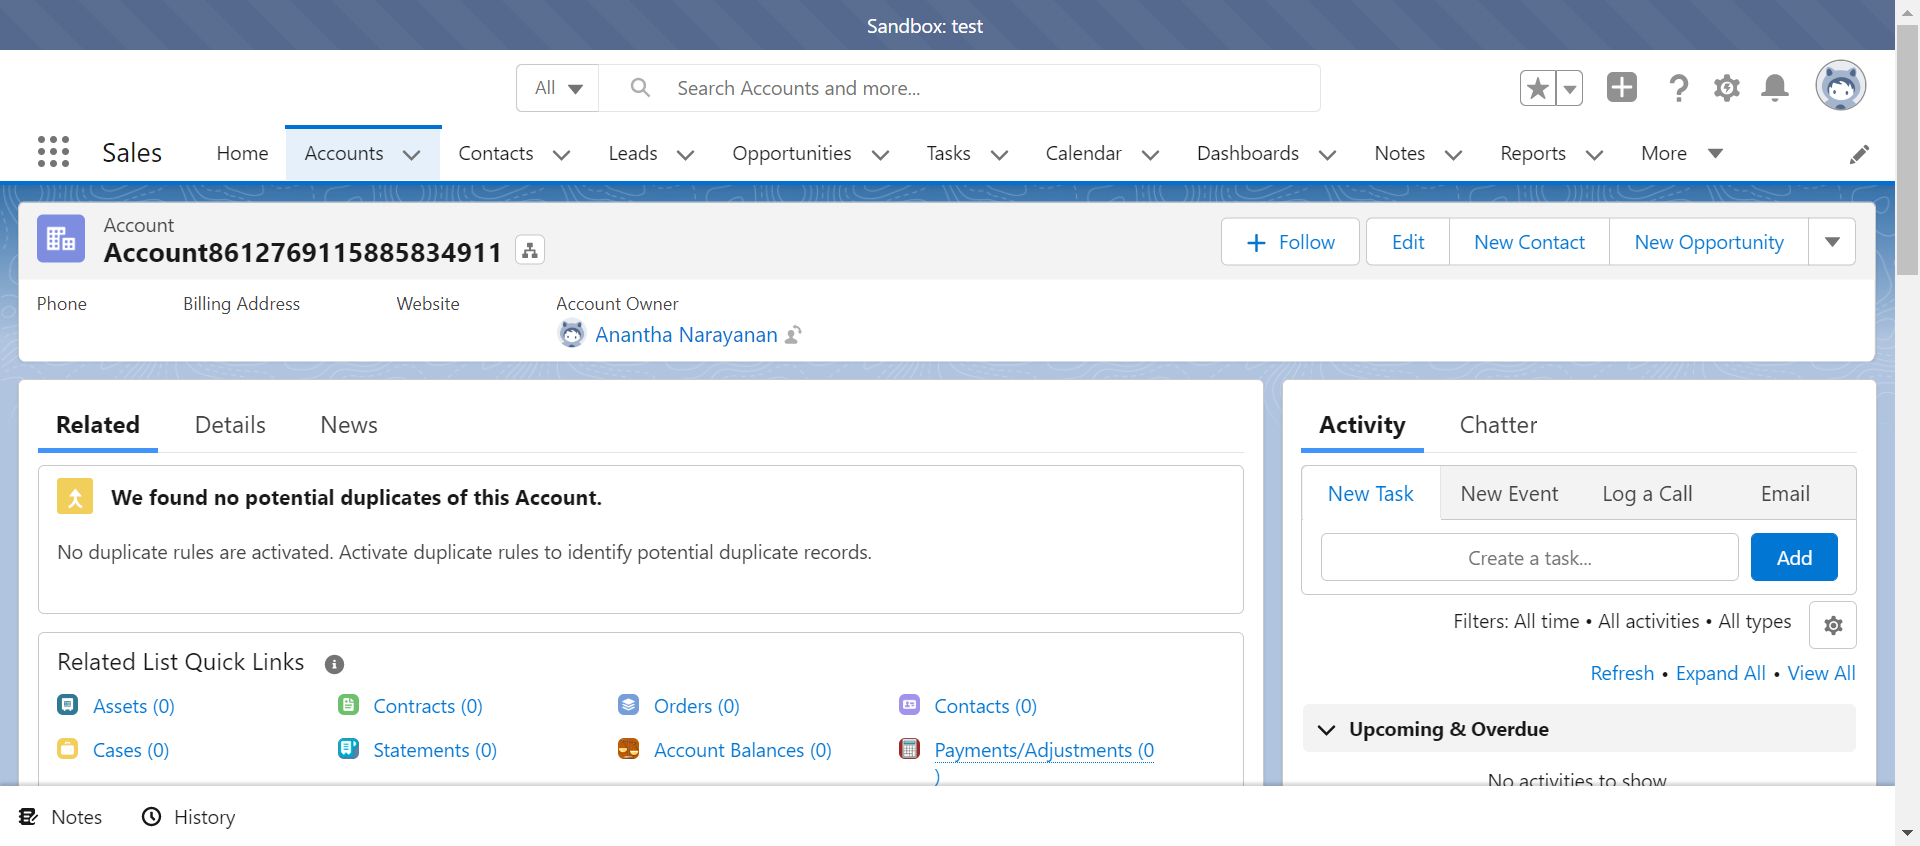 Sandbox: test
All
Search Accounts and more...
Sales
Home
Accounts
Contacts
Leads
Opportunities
Tasks
Calendar
Dashboards
Notes
Reports
More
Account
Account8612769115885834911
Follow
Edit
New Contact
New Opportunity
Phone
Billing Address
Website
Account Owner
Anantha Narayanan
Related
Details
News
We found no potential duplicates of this Account.
No duplicate rules are activated. Activate duplicate rules to identify potential duplicate records.
Related List Quick Links
Assets (0)
Contracts (0)
Orders (0)
Contacts (0)
Cases (0)
Statements (0)
Account Balances (0)
Payments/Adjustments (0
)
Activity
Chatter
New Task
New Event
Log a Call
Email
Create a task...
Add
Filters: All time • All activities • All types
Refresh • Expand All • View All
Upcoming & Overdue
No activities to show
Notes
History